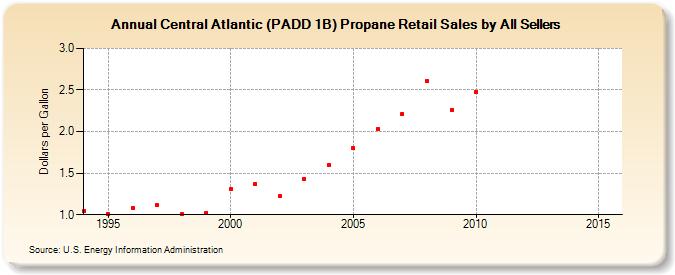 Annual Central Atlantic (PADD 1B) Propane Retail Sales by All Sellers
Dollars per Gallon
3.0
2.5
2.0
1.5
1.0
1995 2000 2005 2010 2015
Source: U.S. Energy Information Administration